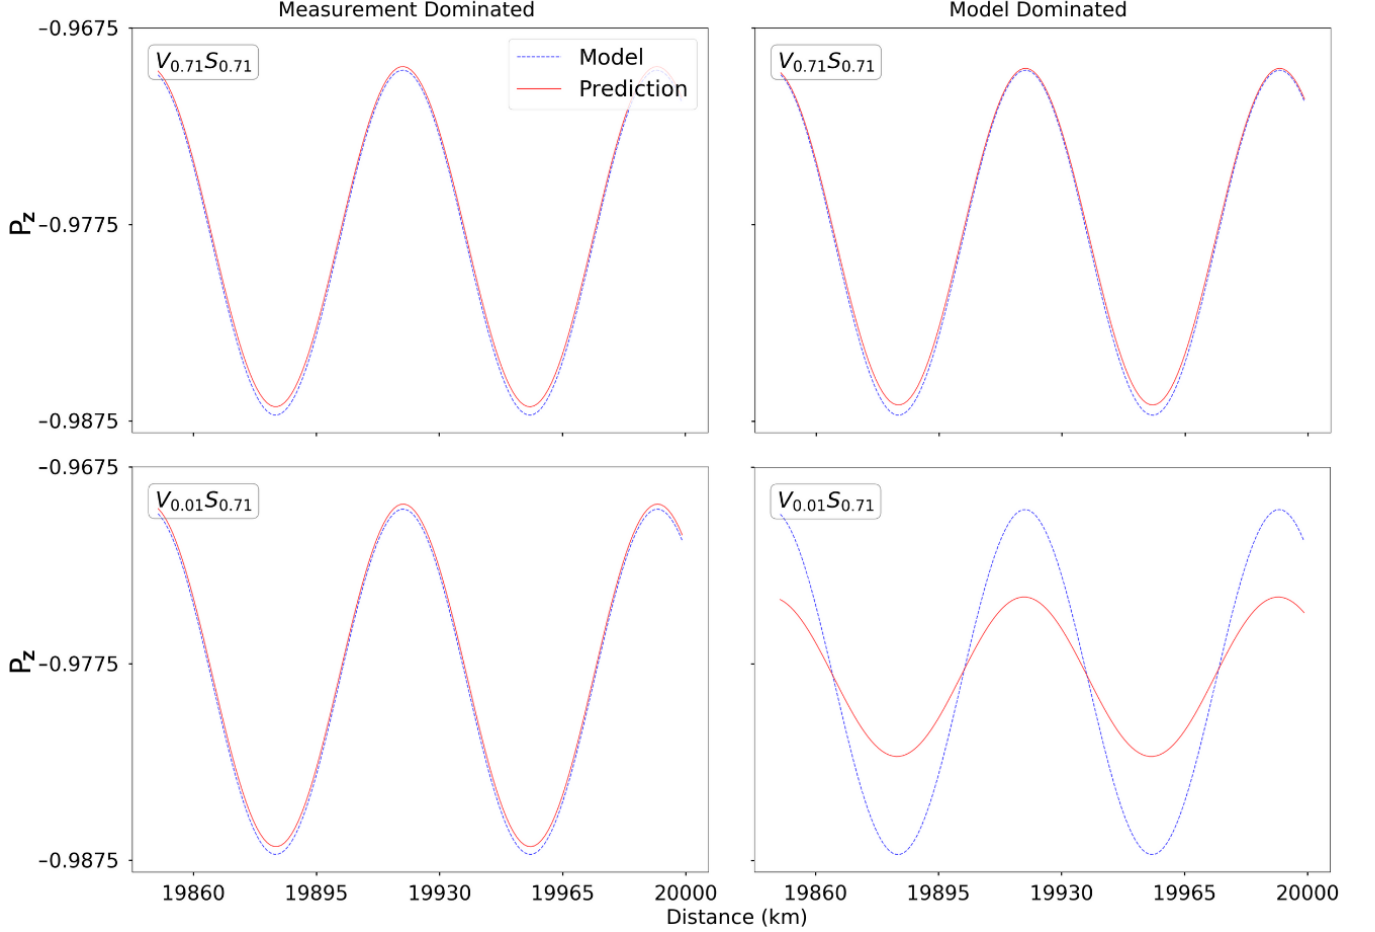 Measurement Dominated
Model Dominated
−0.9675
V0.71S0.71
Model
Prediction
V0.71S0.71
Pz
−0.9775
−0.9875
−0.9675
V0.01S0.71
V0.01S0.71
Pz
−0.9775
−0.9875
19860 19895 19930 19965 20000
19860 19895 19930 19965 20000
Distance (km)